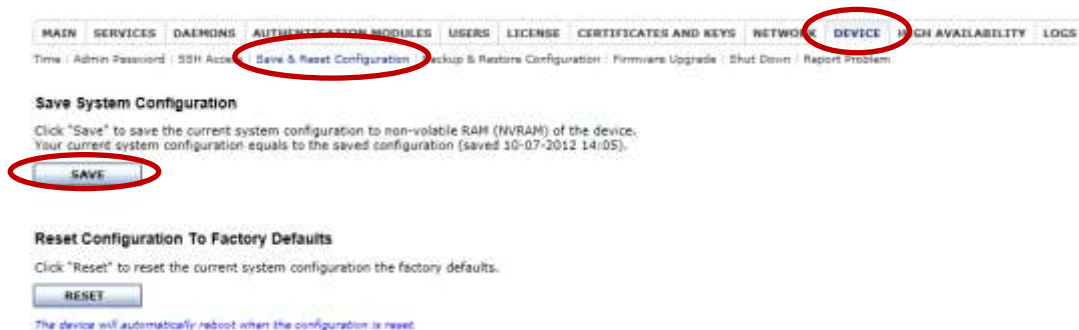 MAIN SERVICES DAEMONS AUTHENTICATION MODULES USERS LICENSE CERTIFICATES AND KEYS NETWORK DEVICE HIGH AVAILABILITY LOGS
Time | Admin Password | SSH Access | Save & Reset Configuration | Backup & Restore Configuration | Firmware Upgrade | Shut Down | Report Problem
Save System Configuration
Click "Save" to save the current system configuration to non-volatile RAM (NVRAM) of the device.
Your current system configuration equals to the saved configuration (saved 10-07-2012 14:05).
SAVE
Reset Configuration To Factory Defaults
Click "Reset" to reset the current system configuration the factory defaults.
RESET
The device will automatically reboot when the configuration is reset.